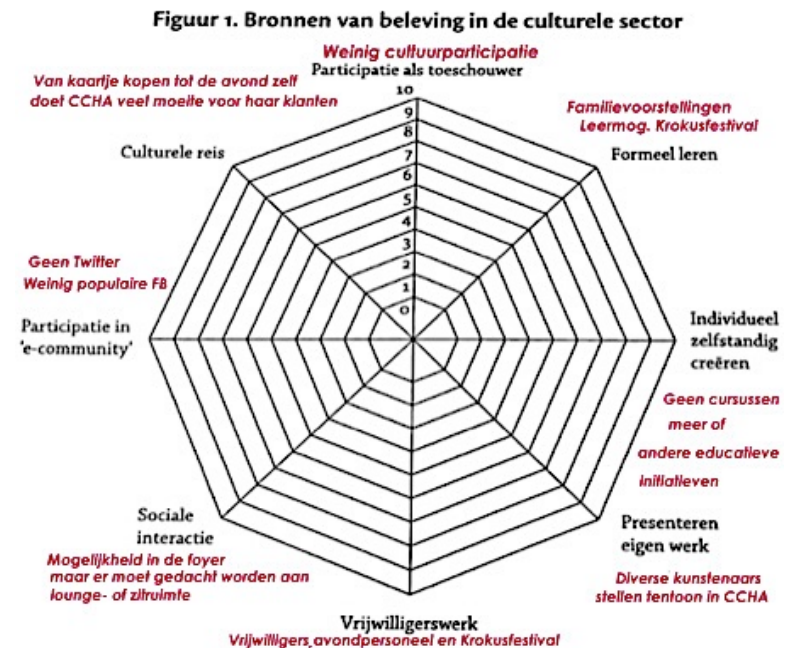 Figuur 1. Bronnen van beleving in de culturele sector
Weinig cultuurparticipatie
Participatie als toeschouwer
Van kaartje kopen tot de avond zelf
doet CCHA veel moeite voor haar klanten
Familievoorstellingen
Leermog. Krokusfestival
10
9
8
7
6
5
4
3
2
1
0
Culturele reis
Formeel leren
Geen Twitter
Weinig populaire FB
Participatie in
'e-community'
Individueel
zelfstandig
creëren
Geen cursussen
meer of
andere educatieve
initiatieven
Sociale
interactie
Mogelijkheid in de foyer
maar er moet gedacht worden aan
lounge- of zitruimte
Presenteren
eigen werk
Diverse kunstenaars
stellen tentoon in CCHA
Vrijwilligerswerk
Vrijwilligers, avondpersoneel en Krokusfestival